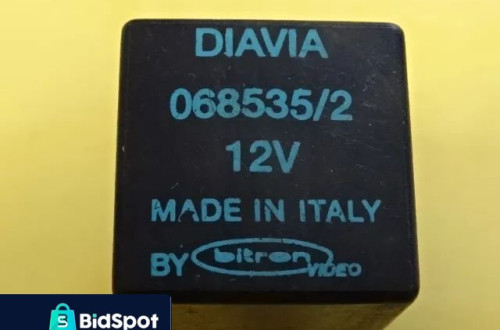 DIAVIA
068535/2
12V
MADE IN ITALY
BY bitron VIDEO
BidSpot